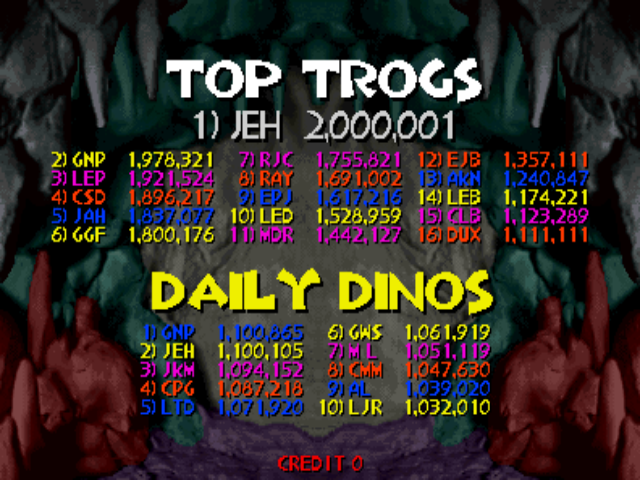 TOP TROGS
1) JEH 2,000,001
2) GNP 1,978,321 7) RJC 1,755,821 12) EJB 1,357,111
3) LEP 1,921,524 8) RAY 1,691,002 13) AKN 1,240,847
4) CSD 1,896,217 9) EPJ 1,617,216 14) LEB 1,174,221
5) JAH 1,837,077 10) LED 1,528,959 15) CLB 1,123,289
6) GGF 1,800,176 11) MDR 1,442,127 16) DUX 1,111,111
DAILY DINOS
1) GNP 1,100,865 6) GWS 1,061,919
2) JEH 1,100,105 7) M L 1,051,119
3) JKM 1,094,152 8) CMM 1,047,630
4) CPG 1,087,218 9) AL 1,039,020
5) LTD 1,071,920 10) LJR 1,032,010
CREDIT 0